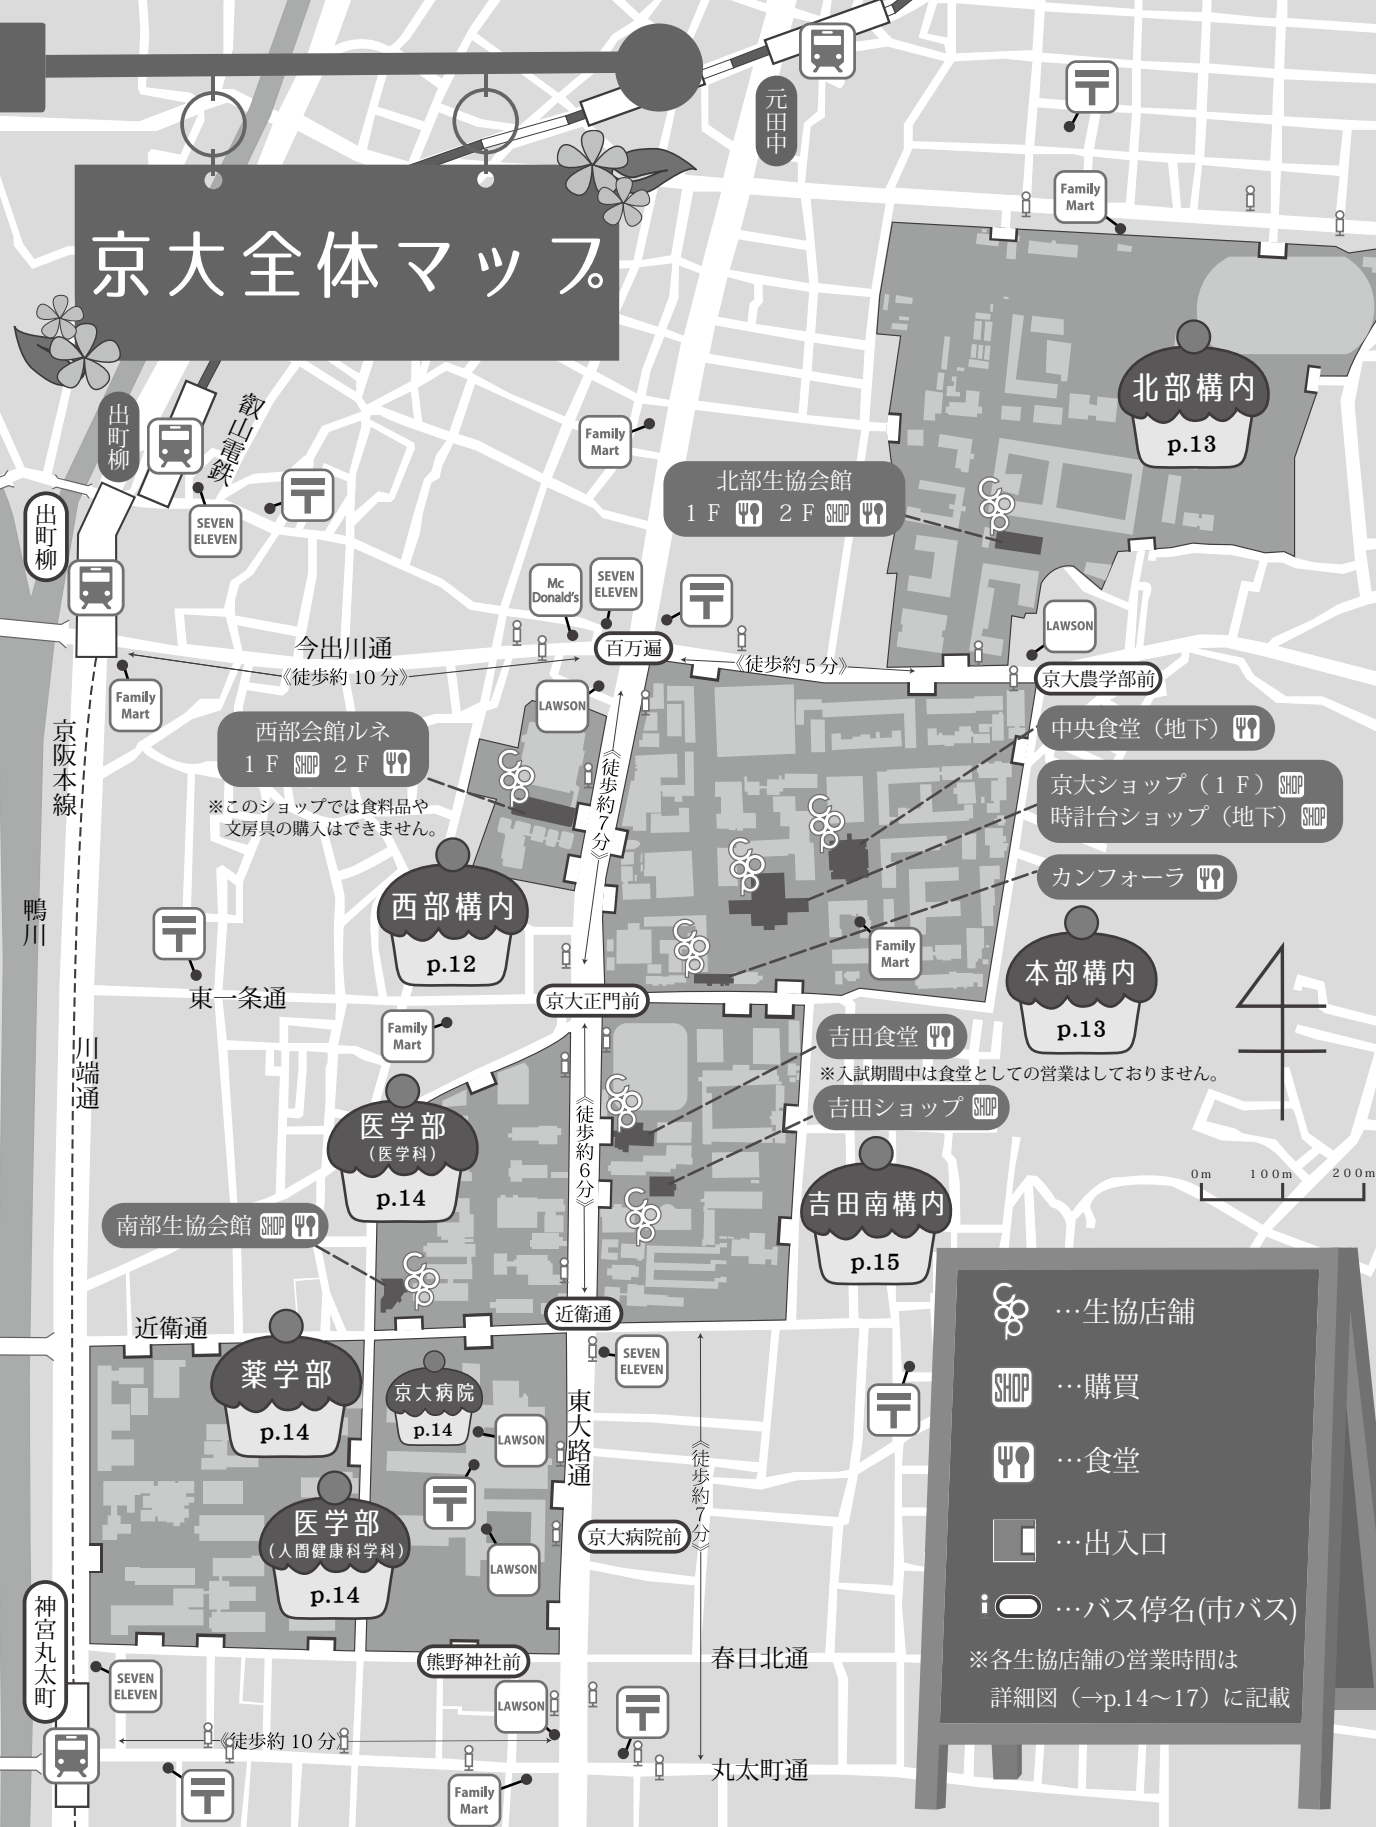 京大全体マップ
元田中
Family
Mart
北部構内
p.13
出町柳
叡山電鉄
Family
Mart
北部生協会館
1 F 2 F SHOP
SEVEN
ELEVEN
出町柳
Mc
Donald's
SEVEN
ELEVEN
LAWSON
今出川通
百万遍
《徒歩約 10 分》
《徒歩約 5 分》
京大農学部前
Family
Mart
LAWSON
京阪本線
西部会館ルネ
1 F SHOP 2 F
※このショップでは食料品や
文房具の購入はできません。
《徒歩約７分》
中央食堂（地下）
京大ショップ（１Ｆ）SHOP
時計台ショップ（地下）SHOP
カンフォーラ
西部構内
p.12
鴨川
Family
Mart
本部構内
p.13
東一条通
京大正門前
Family
Mart
吉田食堂
※入試期間中は食堂としての営業はしておりません。
吉田ショップ SHOP
川端通
医学部
（医学科）
p.14
《徒歩約６分》
吉田南構内
p.15
0m 100m 200m
南部生協会館 SHOP
近衛通
近衛通
SEVEN
ELEVEN
薬学部
p.14
京大病院
p.14
LAWSON
東大路通
《徒歩約７分》
医学部
（人間健康科学科）
p.14
LAWSON
京大病院前
神宮丸太町
熊野神社前
春日北通
SEVEN
ELEVEN
LAWSON
《徒歩約 10 分》
丸太町通
Family
Mart
…生協店舗
SHOP …購買
…食堂
…出入口
…バス停名(市バス)
※各生協店舗の営業時間は
詳細図（→p.14～17）に記載